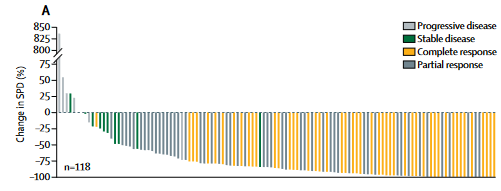 A
Change in SPD (%)
850
825
800
75
50
25
0
-25
-50
-75
-100
n=118
Progressive disease
Stable disease
Complete response
Partial response